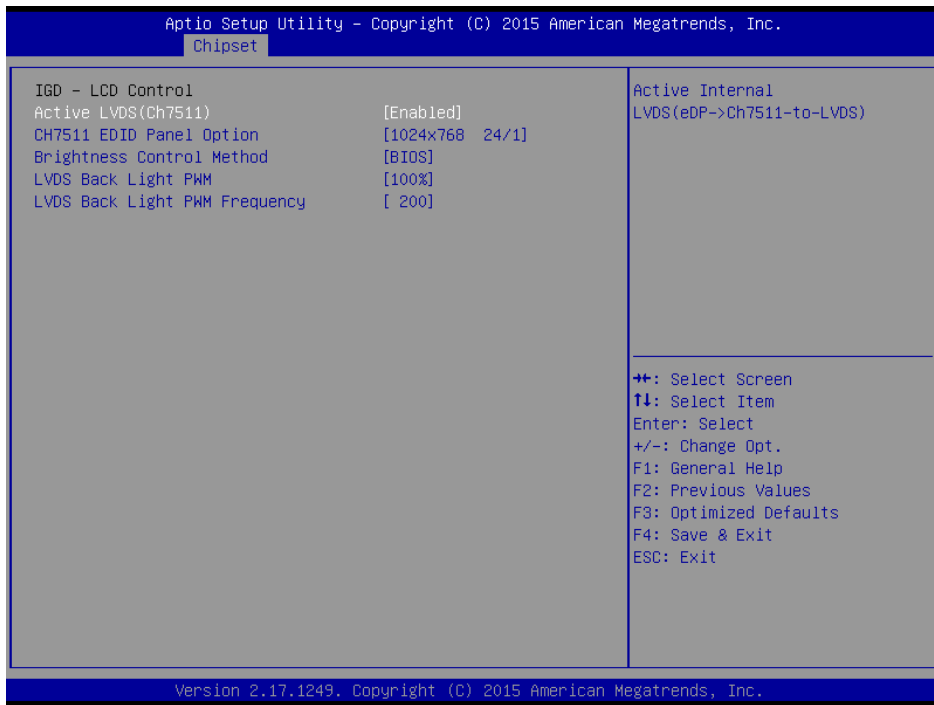 Aptio Setup Utility – Copyright (C) 2015 American Megatrends, Inc.
Chipset
IGD – LCD Control
Active LVDS(Ch7511) [Enabled]
CH7511 EDID Panel Option [1024x768 24/1]
Brightness Control Method [BIOS]
LVDS Back Light PWM [100%]
LVDS Back Light PWM Frequency [ 200]
Active Internal
LVDS(eDP->Ch7511-to-LVDS)
→←: Select Screen
↑↓: Select Item
Enter: Select
+/-: Change Opt.
F1: General Help
F2: Previous Values
F3: Optimized Defaults
F4: Save & Exit
ESC: Exit
Version 2.17.1249. Copyright (C) 2015 American Megatrends, Inc.